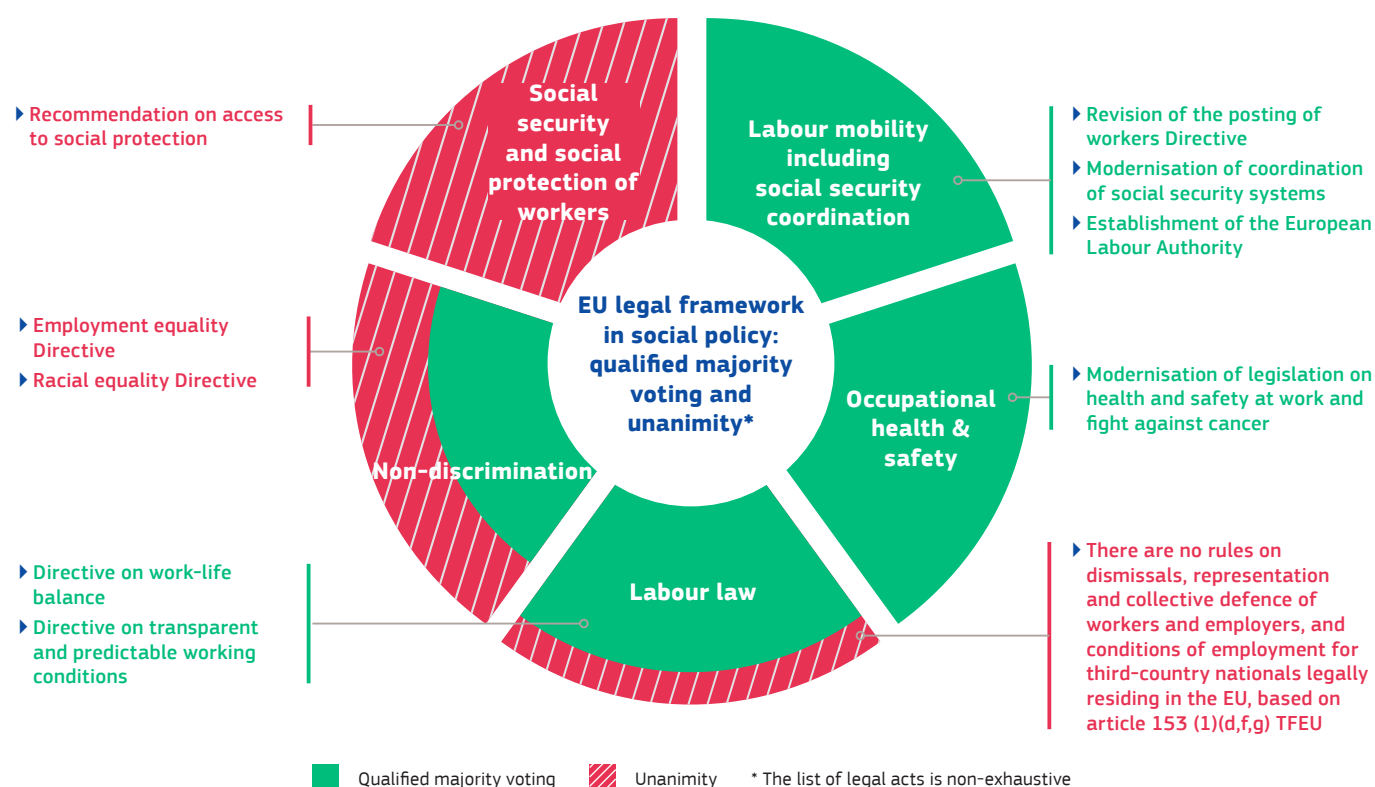 Social
security
and social
protection of
workers
Recommendation on access
to social protection
Labour mobility
including
social security
coordination
Revision of the posting of
workers Directive
Modernisation of coordination
of social security systems
Establishment of the European
Labour Authority
EU legal framework
in social policy:
qualified majority
voting and
unanimity*
Employment equality
Directive
Racial equality Directive
Non-discrimination
Occupational
health &
safety
Modernisation of legislation on
health and safety at work and
fight against cancer
Labour law
Directive on work-life
balance
Directive on transparent
and predictable working
conditions
There are no rules on
dismissals, representation
and collective defence of
workers and employers, and
conditions of employment for
third-country nationals legally
residing in the EU, based on
article 153 (1)(d,f,g) TFEU
Qualified majority voting
Unanimity
* The list of legal acts is non-exhaustive